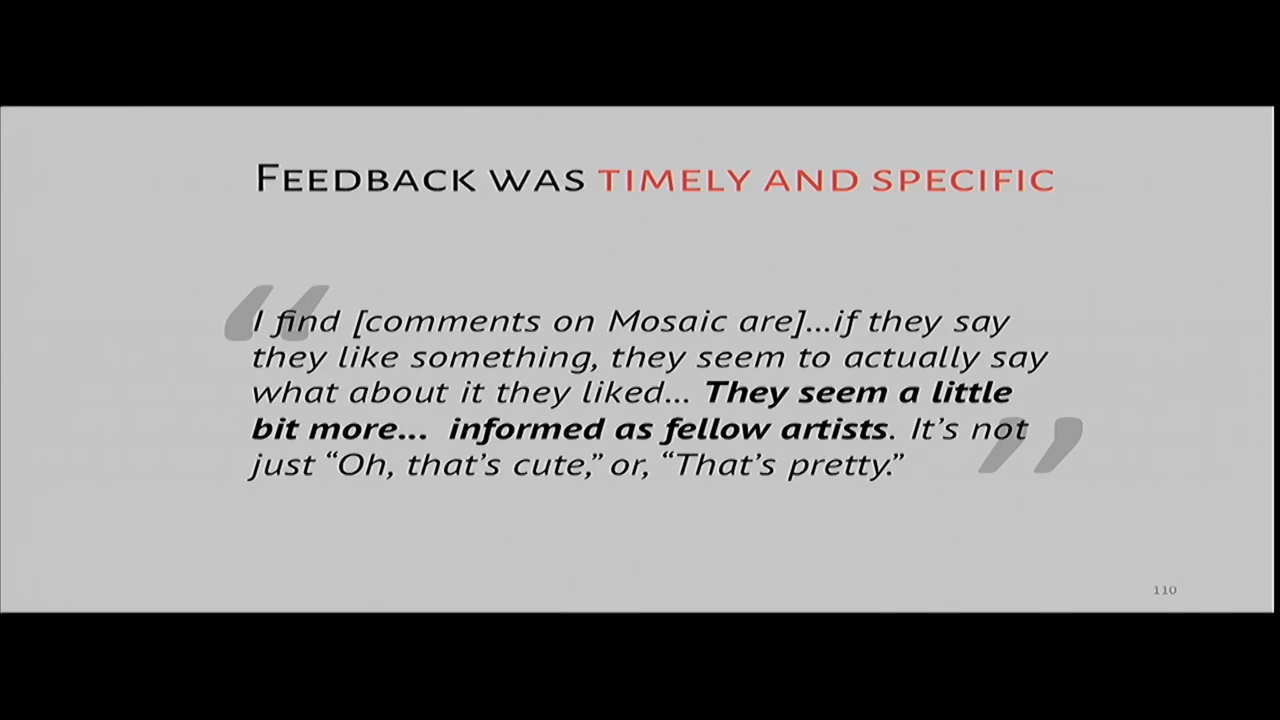 FEEDBACK WAS TIMELY AND SPECIFIC
“I find [comments on Mosaic are]...if they say
they like something, they seem to actually say
what about it they liked... They seem a little
bit more...  informed as fellow artists. It’s not
just “Oh, that’s cute,” or, “That’s pretty.””
110